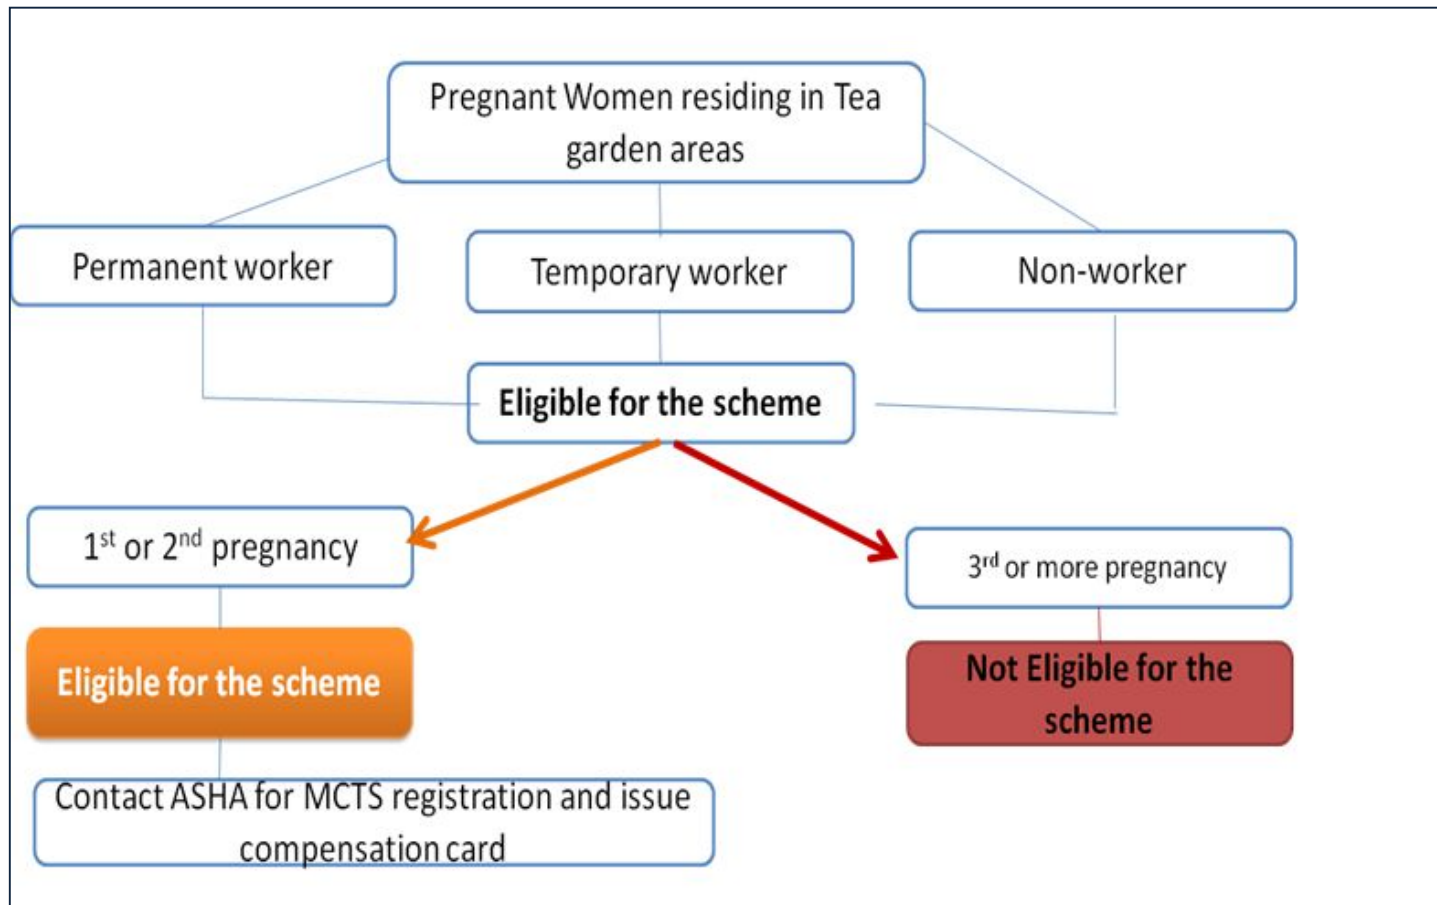 Pregnant Women residing in Tea
garden areas
Permanent worker
Temporary worker
Non-worker
Eligible for the scheme
1st or 2nd pregnancy
3rd or more pregnancy
Eligible for the scheme
Not Eligible for the
scheme
Contact ASHA for MCTS registration and issue
compensation card